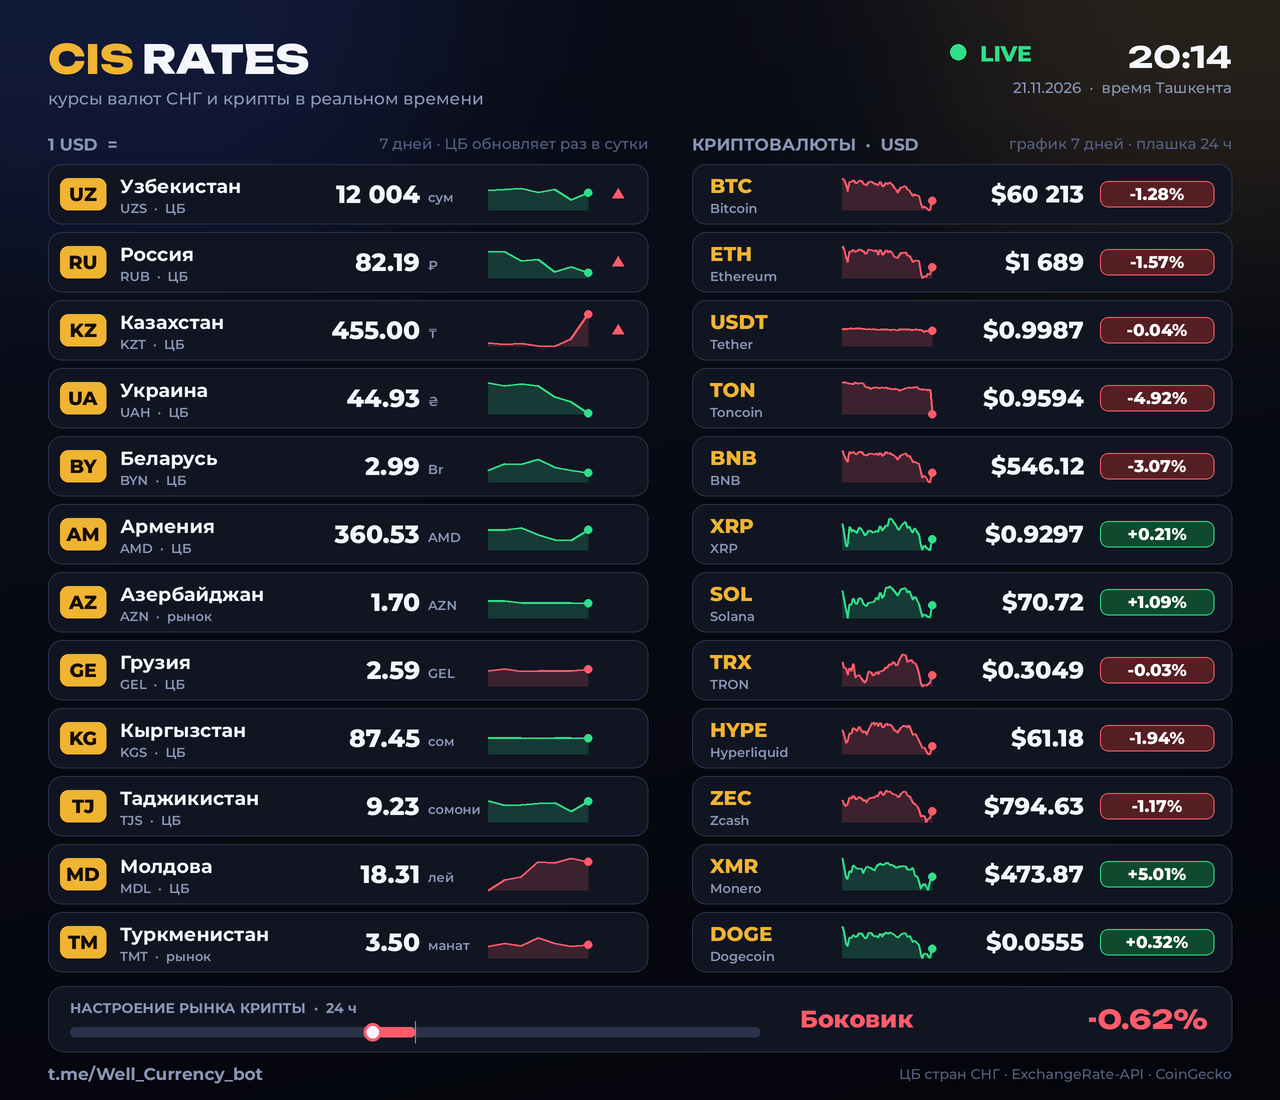 CIS RATES
курсы валют СНГ и крипты в реальном времени
LIVE
20:14
21.11.2026 · время Ташкента
1 USD =
7 дней · ЦБ обновляет раз в сутки
UZ Узбекистан 12 004 сум
UZS · ЦБ
RU Россия 82.19 ₽
RUB · ЦБ
KZ Казахстан 455.00 ₸
KZT · ЦБ
UA Украина 44.93 ₴
UAH · ЦБ
BY Беларусь 2.99 Br
BYN · ЦБ
AM Армения 360.53 AMD
AMD · ЦБ
AZ Азербайджан 1.70 AZN
AZN · рынок
GE Грузия 2.59 GEL
GEL · ЦБ
KG Кыргызстан 87.45 сом
KGS · ЦБ
TJ Таджикистан 9.23 сомони
TJS · ЦБ
MD Молдова 18.31 лей
MDL · ЦБ
TM Туркменистан 3.50 манат
TMT · рынок
КРИПТОВАЛЮТЫ · USD
график 7 дней · плашка 24 ч
BTC $60 213 -1.28%
Bitcoin
ETH $1 689 -1.57%
Ethereum
USDT $0.9987 -0.04%
Tether
TON $0.9594 -4.92%
Toncoin
BNB $546.12 -3.07%
BNB
XRP $0.9297 +0.21%
XRP
SOL $70.72 +1.09%
Solana
TRX $0.3049 -0.03%
TRON
HYPE $61.18 -1.94%
Hyperliquid
ZEC $794.63 -1.17%
Zcash
XMR $473.87 +5.01%
Monero
DOGE $0.0555 +0.32%
Dogecoin
НАСТРОЕНИЕ РЫНКА КРИПТЫ · 24 ч
Боковик
-0.62%
t.me/Well_Currency_bot
ЦБ стран СНГ · ExchangeRate-API · CoinGecko